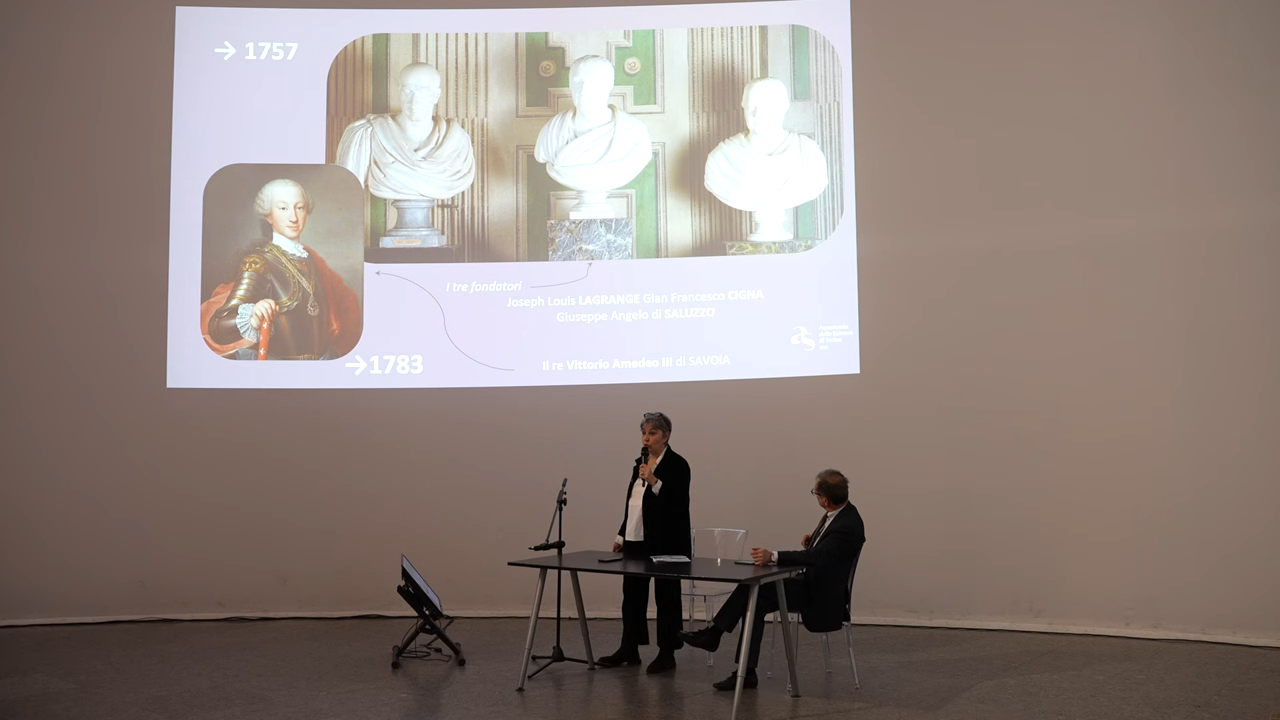 → 1757
I tre fondatori
Joseph Louis LAGRANGE Gian Francesco CIGNA
Giuseppe Angelo di SALUZZO
→1783
Il re Vittorio Amedeo III di SAVOIA